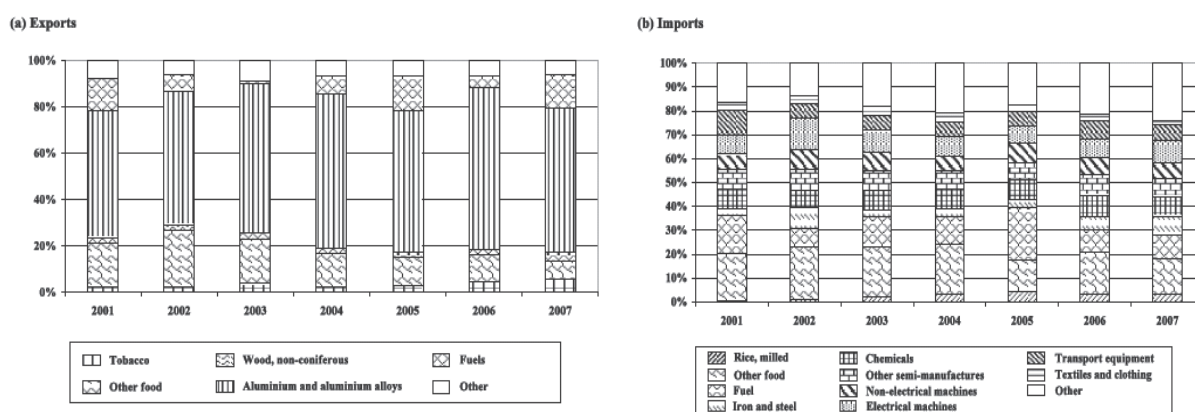 (a) Exports
100%
80%
60%
40%
20%
0%
2001 2002 2003 2004 2005 2006 2007
Tobacco Wood, non-coniferous Fuels
Other food Aluminium and aluminium alloys Other
(b) Imports
100%
90%
80%
70%
60%
50%
40%
30%
20%
10%
0%
2001 2002 2003 2004 2005 2006 2007
Rice, milled Chemicals Transport equipment
Other food Other semi-manufactures Textiles and clothing
Fuel Non-electrical machines Other
Iron and steel Electrical machines